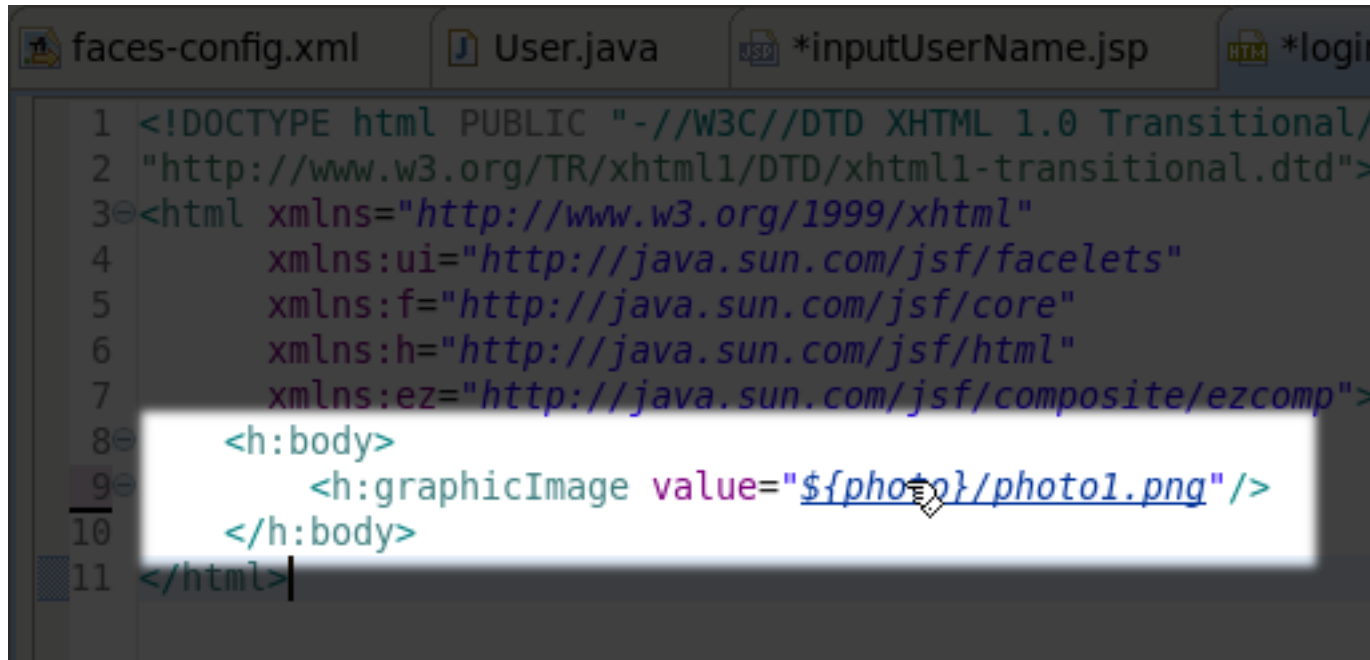 faces-config.xml User.java *inputUserName.jsp *login
1 <!DOCTYPE html PUBLIC "-//W3C//DTD XHTML 1.0 Transitional/
2 "http://www.w3.org/TR/xhtml1/DTD/xhtml1-transitional.dtd">
3 <html xmlns="http://www.w3.org/1999/xhtml"
4 xmlns:ui="http://java.sun.com/jsf/facelets"
5 xmlns:f="http://java.sun.com/jsf/core"
6 xmlns:h="http://java.sun.com/jsf/html"
7 xmlns:ez="http://java.sun.com/jsf/composite/ezcomp">
8 <h:body>
9 <h:graphicImage value="${photo}/photo1.png"/>
10 </h:body>
11 </html>